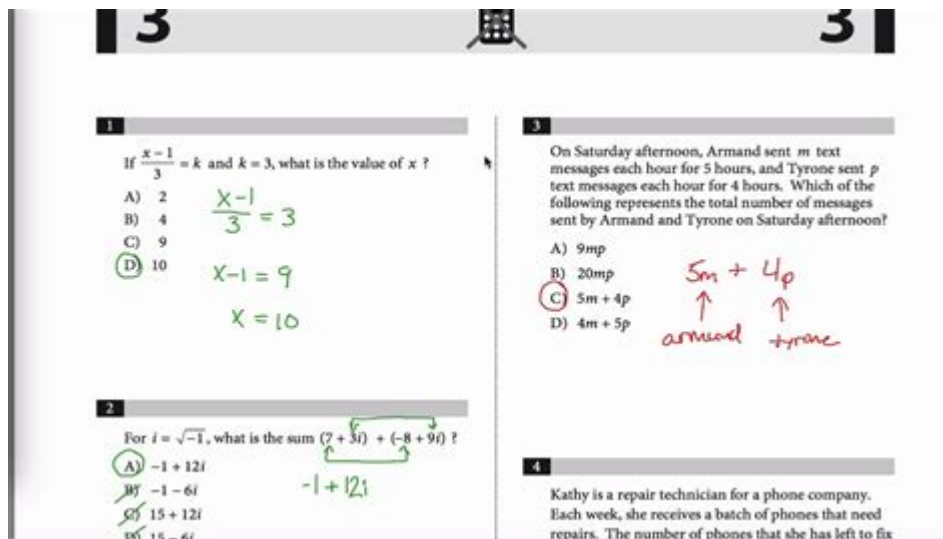 3
3
1
If x – 1 / 3 = k and k = 3, what is the value of x ?
A) 2
B) 4
C) 9
D) 10
x-1 / 3 = 3
x-1 = 9
x = 10
2
For i = √–1, what is the sum (7 + 3i) + (–8 + 9i) ?
A) –1 + 12i
B) –1 – 6i
C) 15 + 12i
D) 15 – 6i
-1 + 12i
3
On Saturday afternoon, Armand sent m text
messages each hour for 5 hours, and Tyrone sent p
text messages each hour for 4 hours. Which of the
following represents the total number of messages
sent by Armand and Tyrone on Saturday afternoon?
A) 9mp
B) 20mp
C) 5m + 4p
D) 4m + 5p
5m + 4p
armand tyrone
4
Kathy is a repair technician for a phone company.
Each week, she receives a batch of phones that need
repairs. The number of phones that she has left to fix